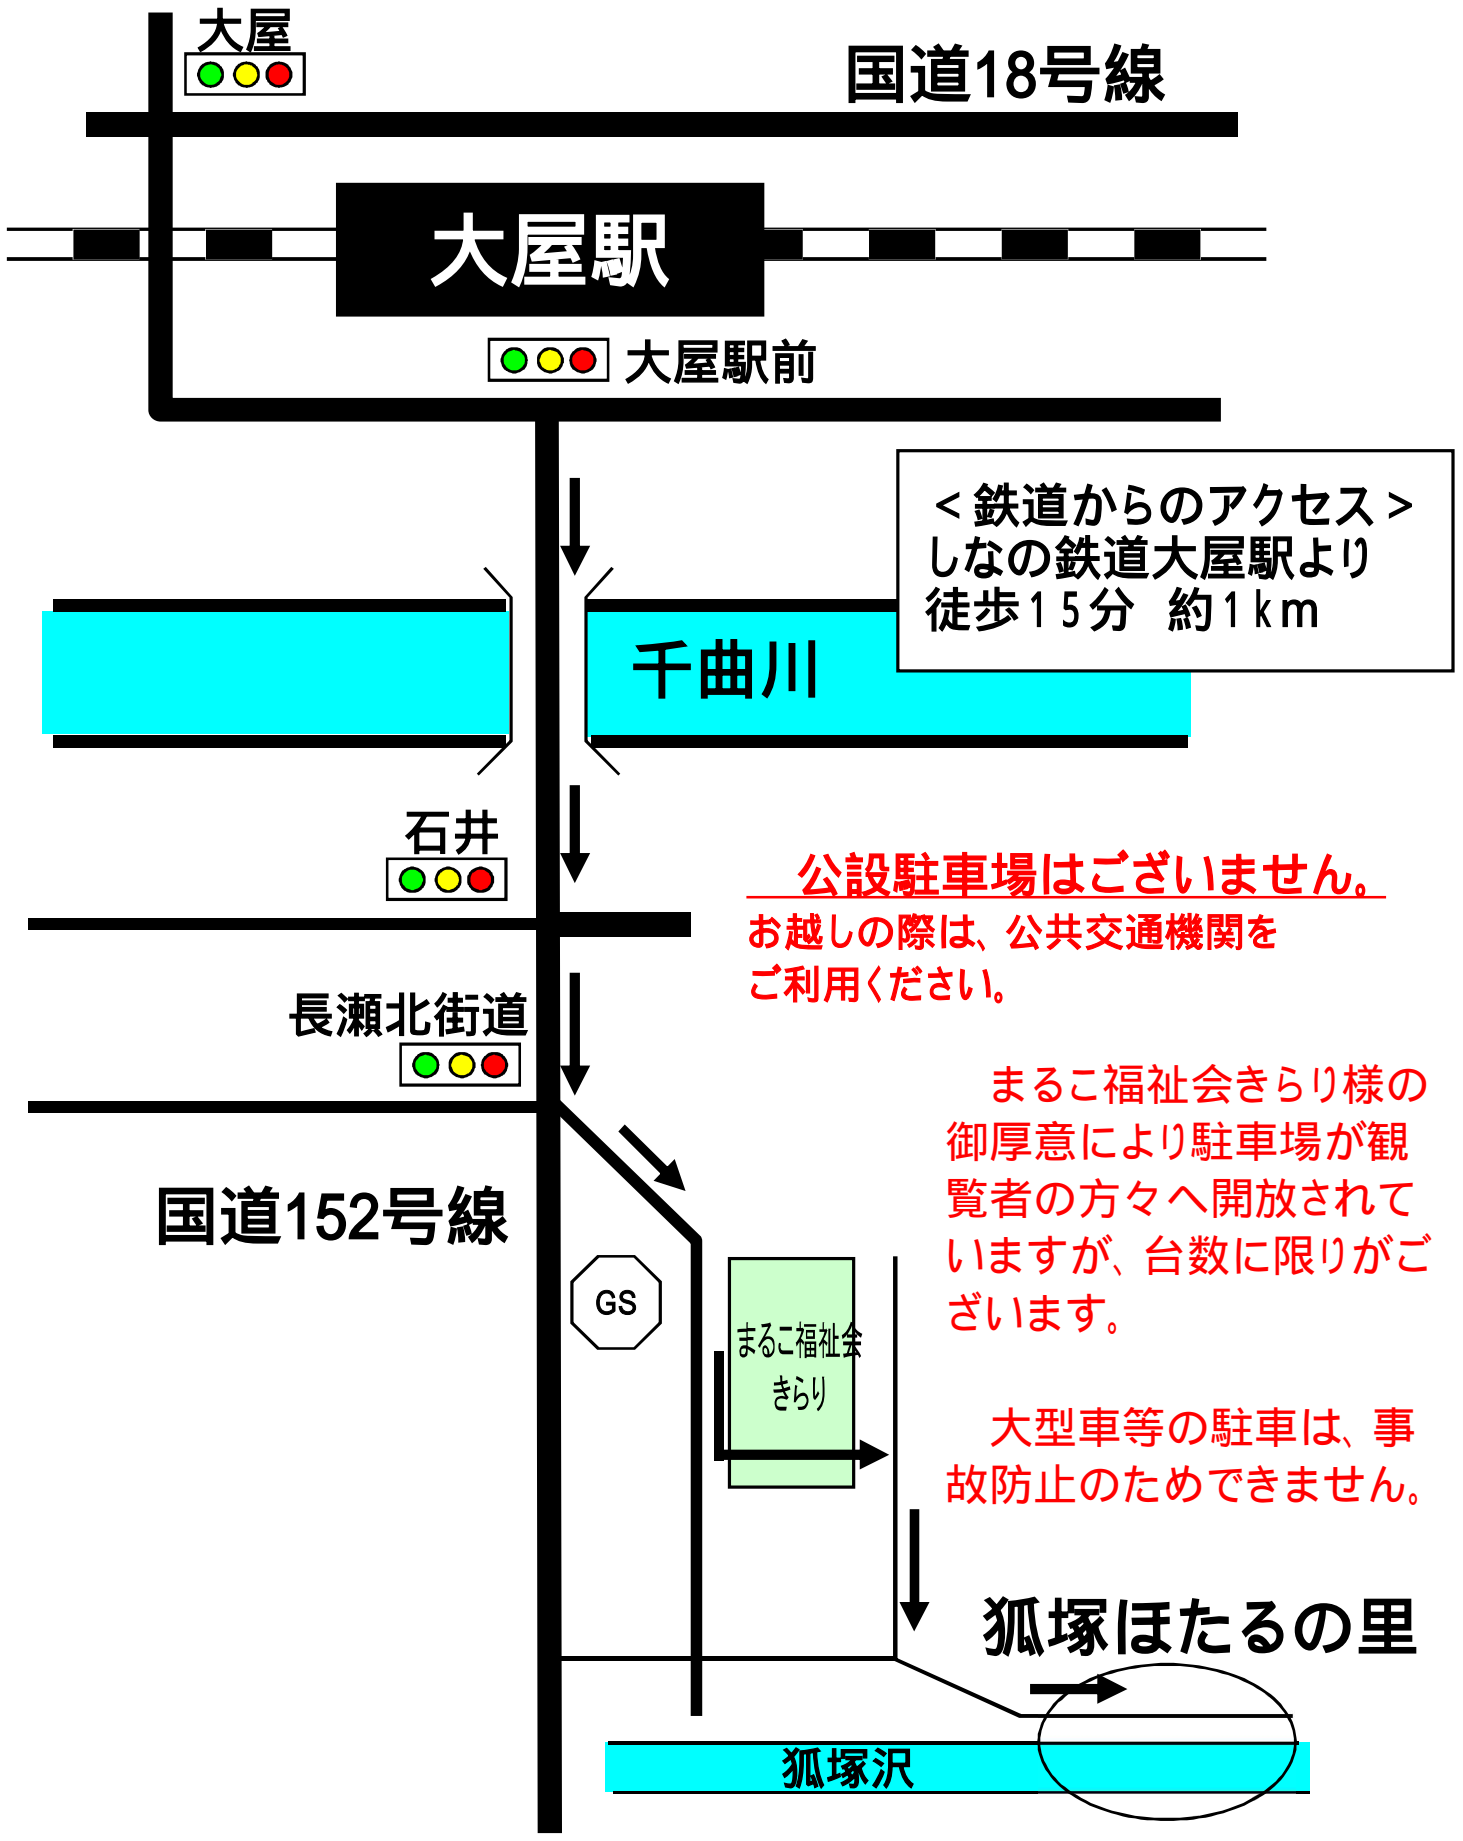 大屋
国道18号線
大屋駅
大屋駅前
＜鉄道からのアクセス＞
しなの鉄道大屋駅より
徒歩１５分　約１ｋｍ
千曲川
石井
公設駐車場はございません。
お越しの際は、公共交通機関を
ご利用ください。
長瀬北街道
まるこ福祉会きらり様の
御厚意により駐車場が観
覧者の方々へ開放されて
いますが、台数に限りがご
ざいます。
国道152号線
GS
まるこ福祉会
きらり
大型車等の駐車は、事
故防止のためできません。
狐塚ほたるの里
狐塚沢